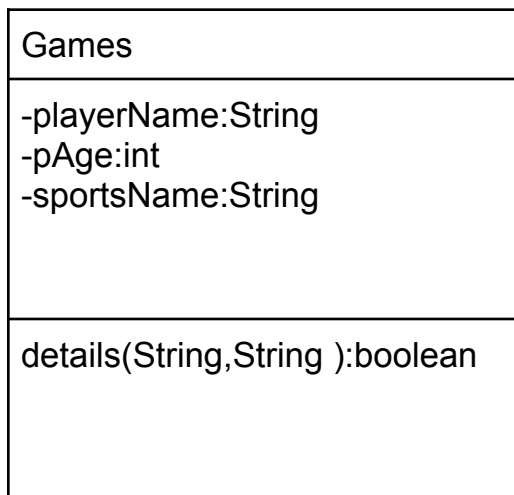 Games
-playerName:String
-pAge:int
-sportsName:String
details(String,String ):boolean